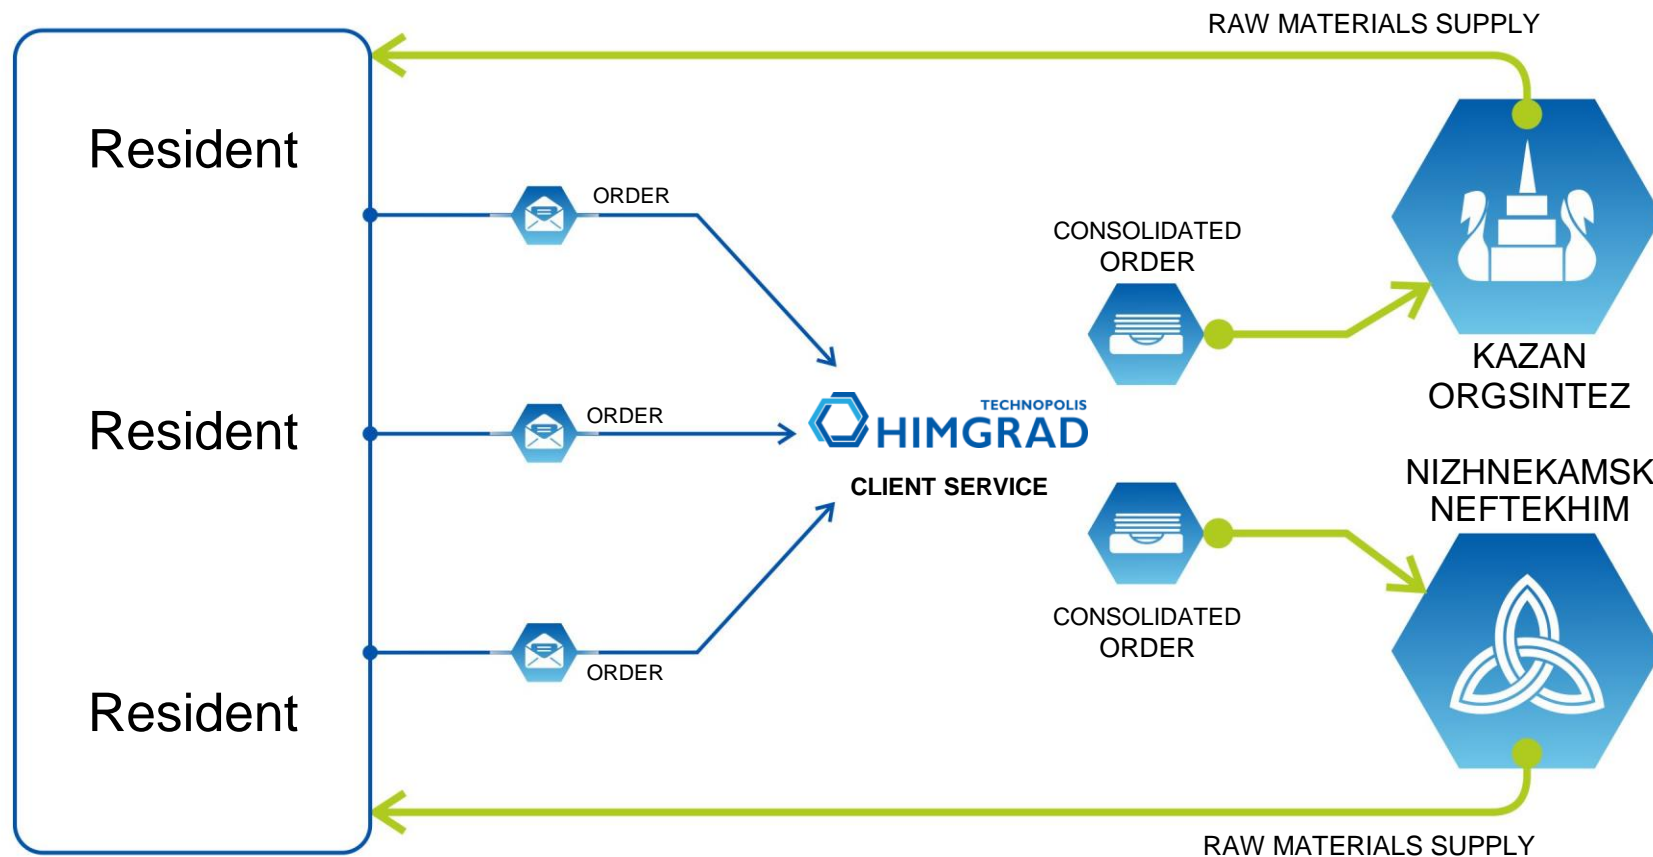 RAW MATERIALS SUPPLY
Resident
ORDER
CONSOLIDATED
ORDER
KAZAN
ORGSINTEZ
Resident
ORDER
TECHNOPOLIS
HIMGRAD
CLIENT SERVICE
NIZHNEKAMSK
NEFTEKHIM
CONSOLIDATED
ORDER
ORDER
Resident
RAW MATERIALS SUPPLY